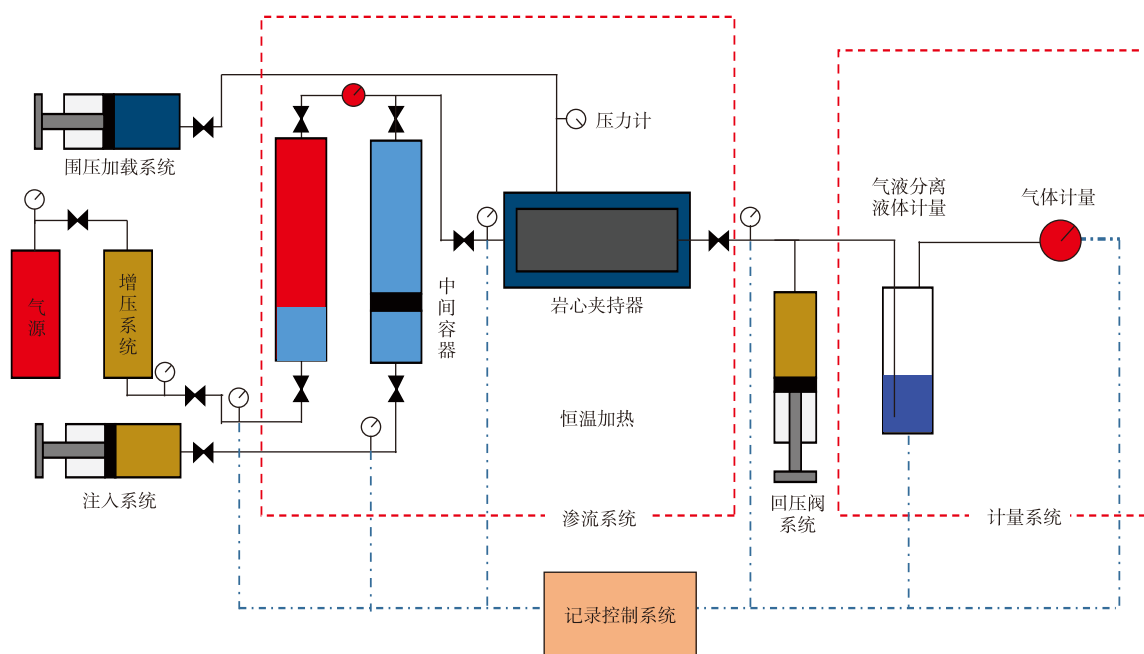 压力计
围压加载系统
气液分离
液体计量
气体计量
气源
增压系统
中间容器
岩心夹持器
恒温加热
注入系统
渗流系统
回压阀
系统
计量系统
记录控制系统